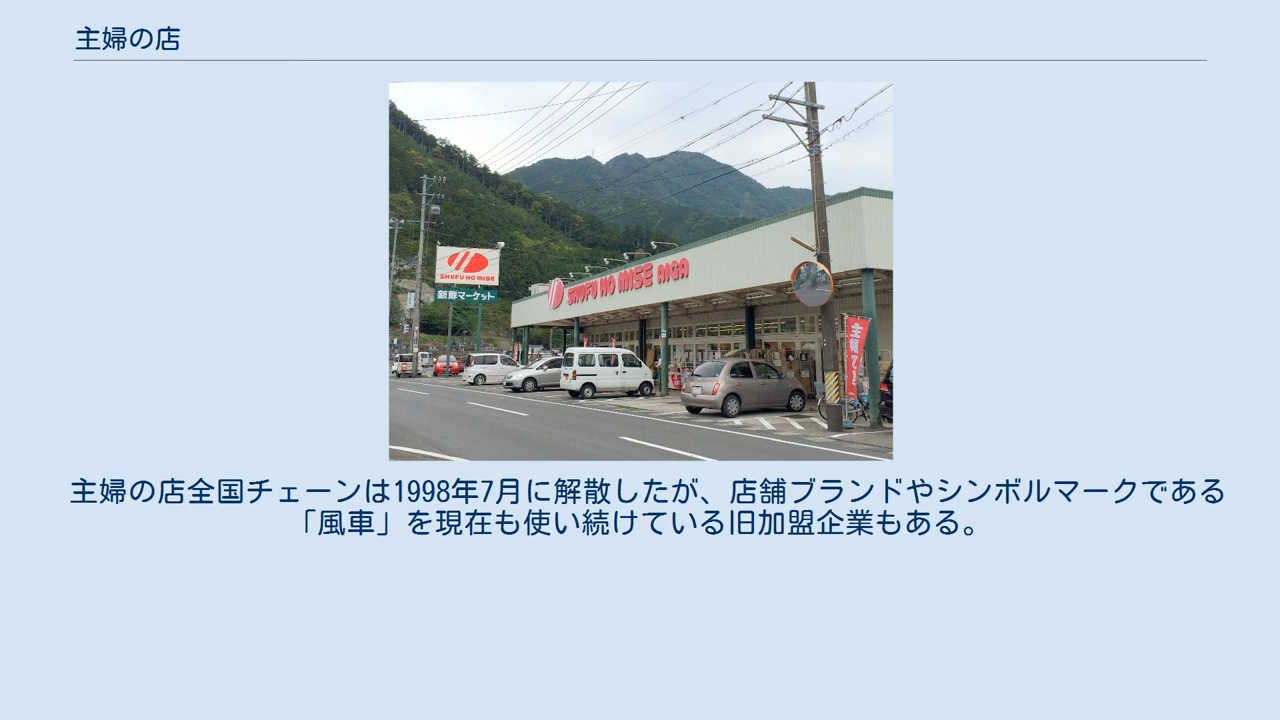 主婦の店
SHUFU NO MISE
新鮮マーケット
SHUFU NO MISE AIGA
主婦の店
主婦の店全国チェーンは1998年7月に解散したが、店舗ブランドやシンボルマークである
「風車」を現在も使い続けている旧加盟企業もある。